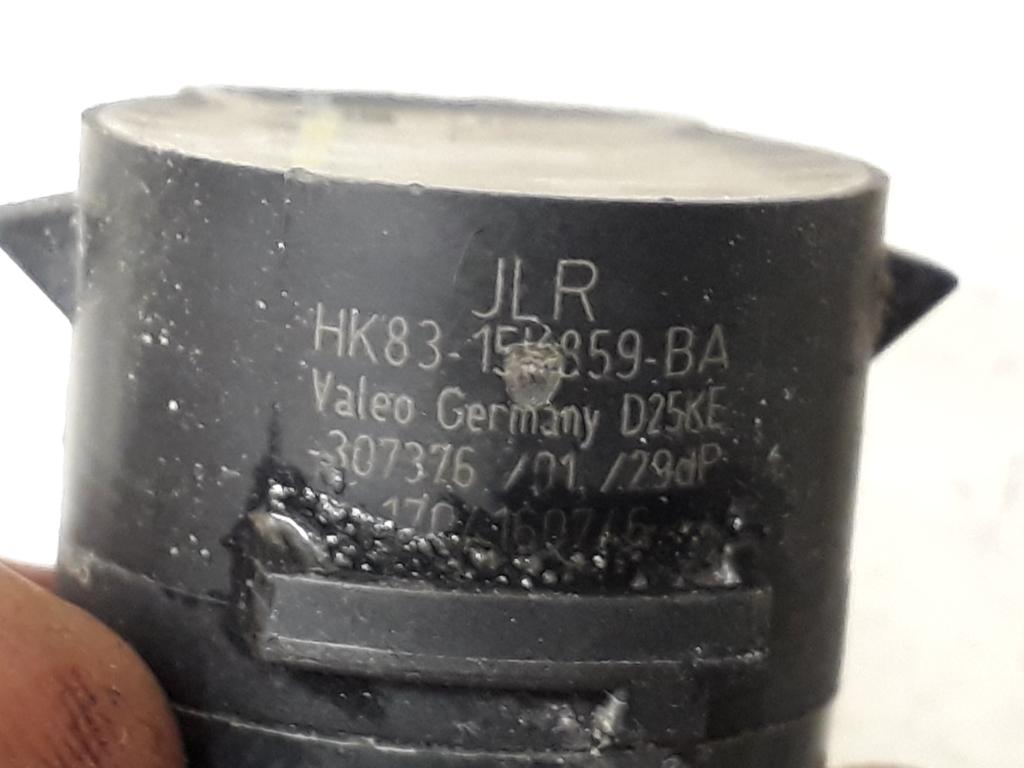 JLR
HK83-15K859-BA
Valeo Germany D25KE
307376 /01 /29dP